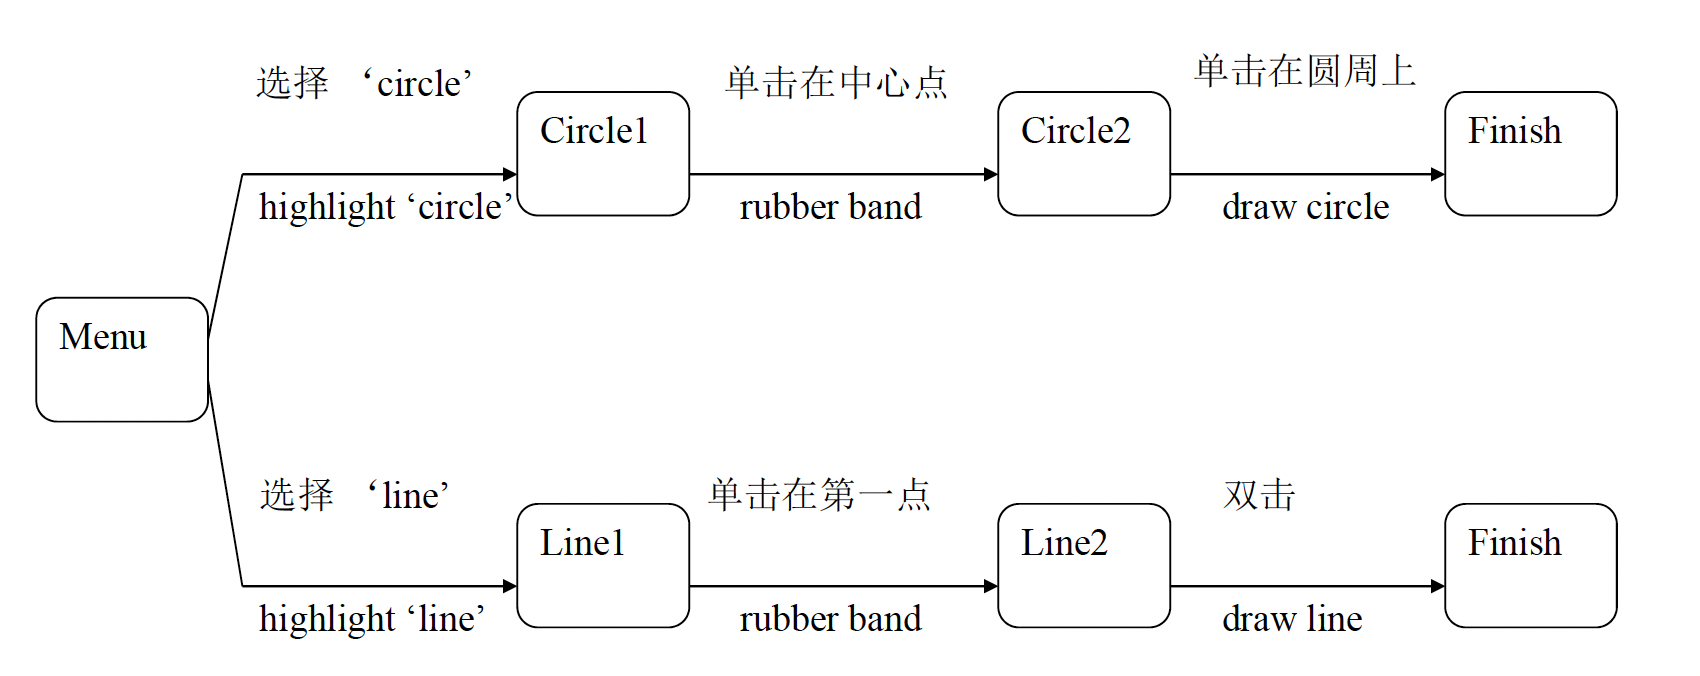 选择 ‘circle’
单击在中心点
单击在圆周上
Circle1
Circle2
Finish
highlight ‘circle’
rubber band
draw circle
Menu
选择 ‘line’
单击在第一点
双击
Line1
Line2
Finish
highlight ‘line’
rubber band
draw line